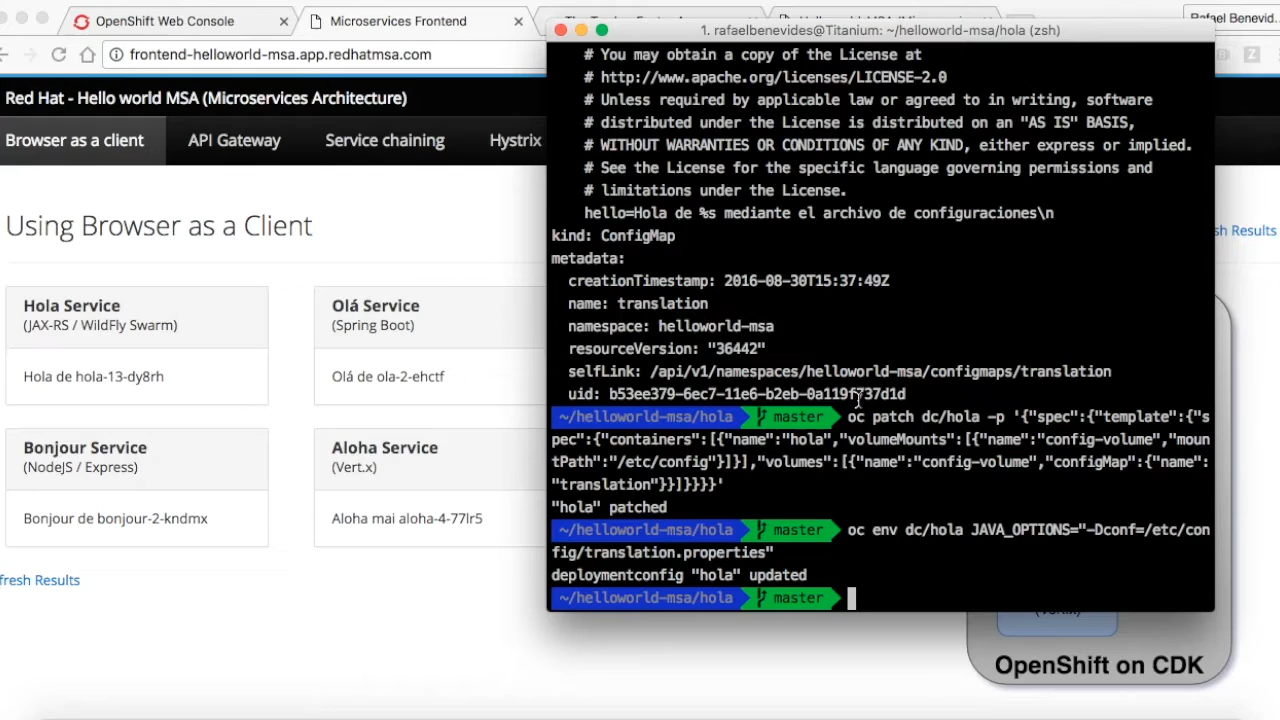 OpenShift Web Console
Microservices Frontend
Rafael Benevid..
frontend-helloworld-msa.app.redhatmsa.com
Red Hat - Hello world MSA (Microservices Architecture)
Browser as a client
API Gateway
Service chaining
Hystrix
Using Browser as a Client
sh Results
Hola Service
(JAX-RS / WildFly Swarm)
Hola de hola-13-dy8rh
Olá Service
(Spring Boot)
Olá de ola-2-ehctf
Bonjour Service
(NodeJS / Express)
Bonjour de bonjour-2-kndmx
Aloha Service
(Vert.x)
Aloha mai aloha-4-77lr5
fresh Results
1. rafaelbenevides@Titanium: ~/helloworld-msa/hola (zsh)
# You may obtain a copy of the License at
# http://www.apache.org/licenses/LICENSE-2.0
# Unless required by applicable law or agreed to in writing, software
# distributed under the License is distributed on an "AS IS" BASIS,
# WITHOUT WARRANTIES OR CONDITIONS OF ANY KIND, either express or implied.
# See the License for the specific language governing permissions and
# limitations under the License.
hello=Hola de %s mediante el archivo de configuraciones\n
kind: ConfigMap
metadata:
creationTimestamp: 2016-08-30T15:37:49Z
name: translation
namespace: helloworld-msa
resourceVersion: "36442"
selfLink: /api/v1/namespaces/helloworld-msa/configmaps/translation
uid: b53ee379-6ec7-11e6-b2eb-0a119f737d1d
~/helloworld-msa/hola master oc patch dc/hola -p '{"spec":{"template":{"s
pec":{"containers":[{"name":"hola","volumeMounts":[{"name":"config-volume","moun
tPath":"/etc/config"}]}],"volumes":[{"name":"config-volume","configMap":{"name":
"translation"}}]}}}}'
"hola" patched
~/helloworld-msa/hola master oc env dc/hola JAVA_OPTIONS="-Dconf=/etc/con
fig/translation.properties"
deploymentconfig "hola" updated
~/helloworld-msa/hola master
OpenShift on CDK